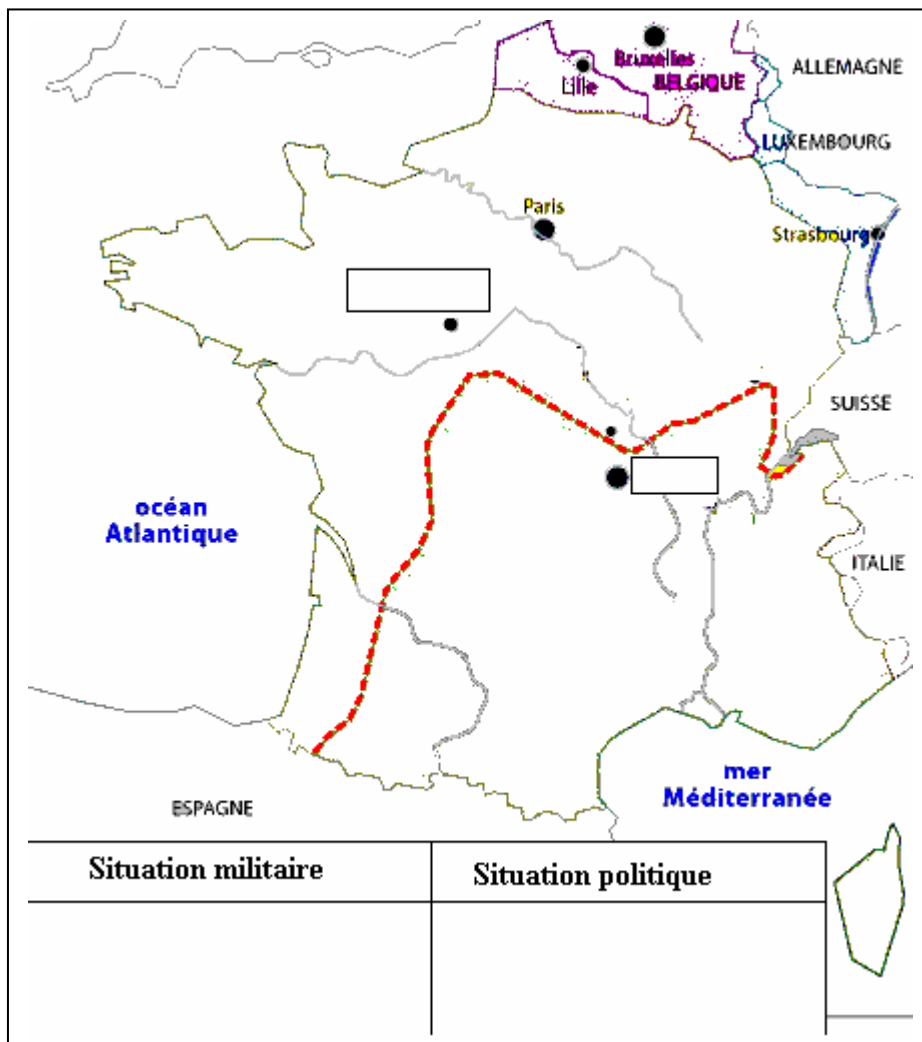 Bruxelles
ALLEMAGNE
Lille
BELGIQUE
LUXEMBOURG
Paris
Strasbourg
SUISSE
océan
Atlantique
ITALIE
mer
Méditerranée
ESPAGNE
Situation militaire
Situation politique